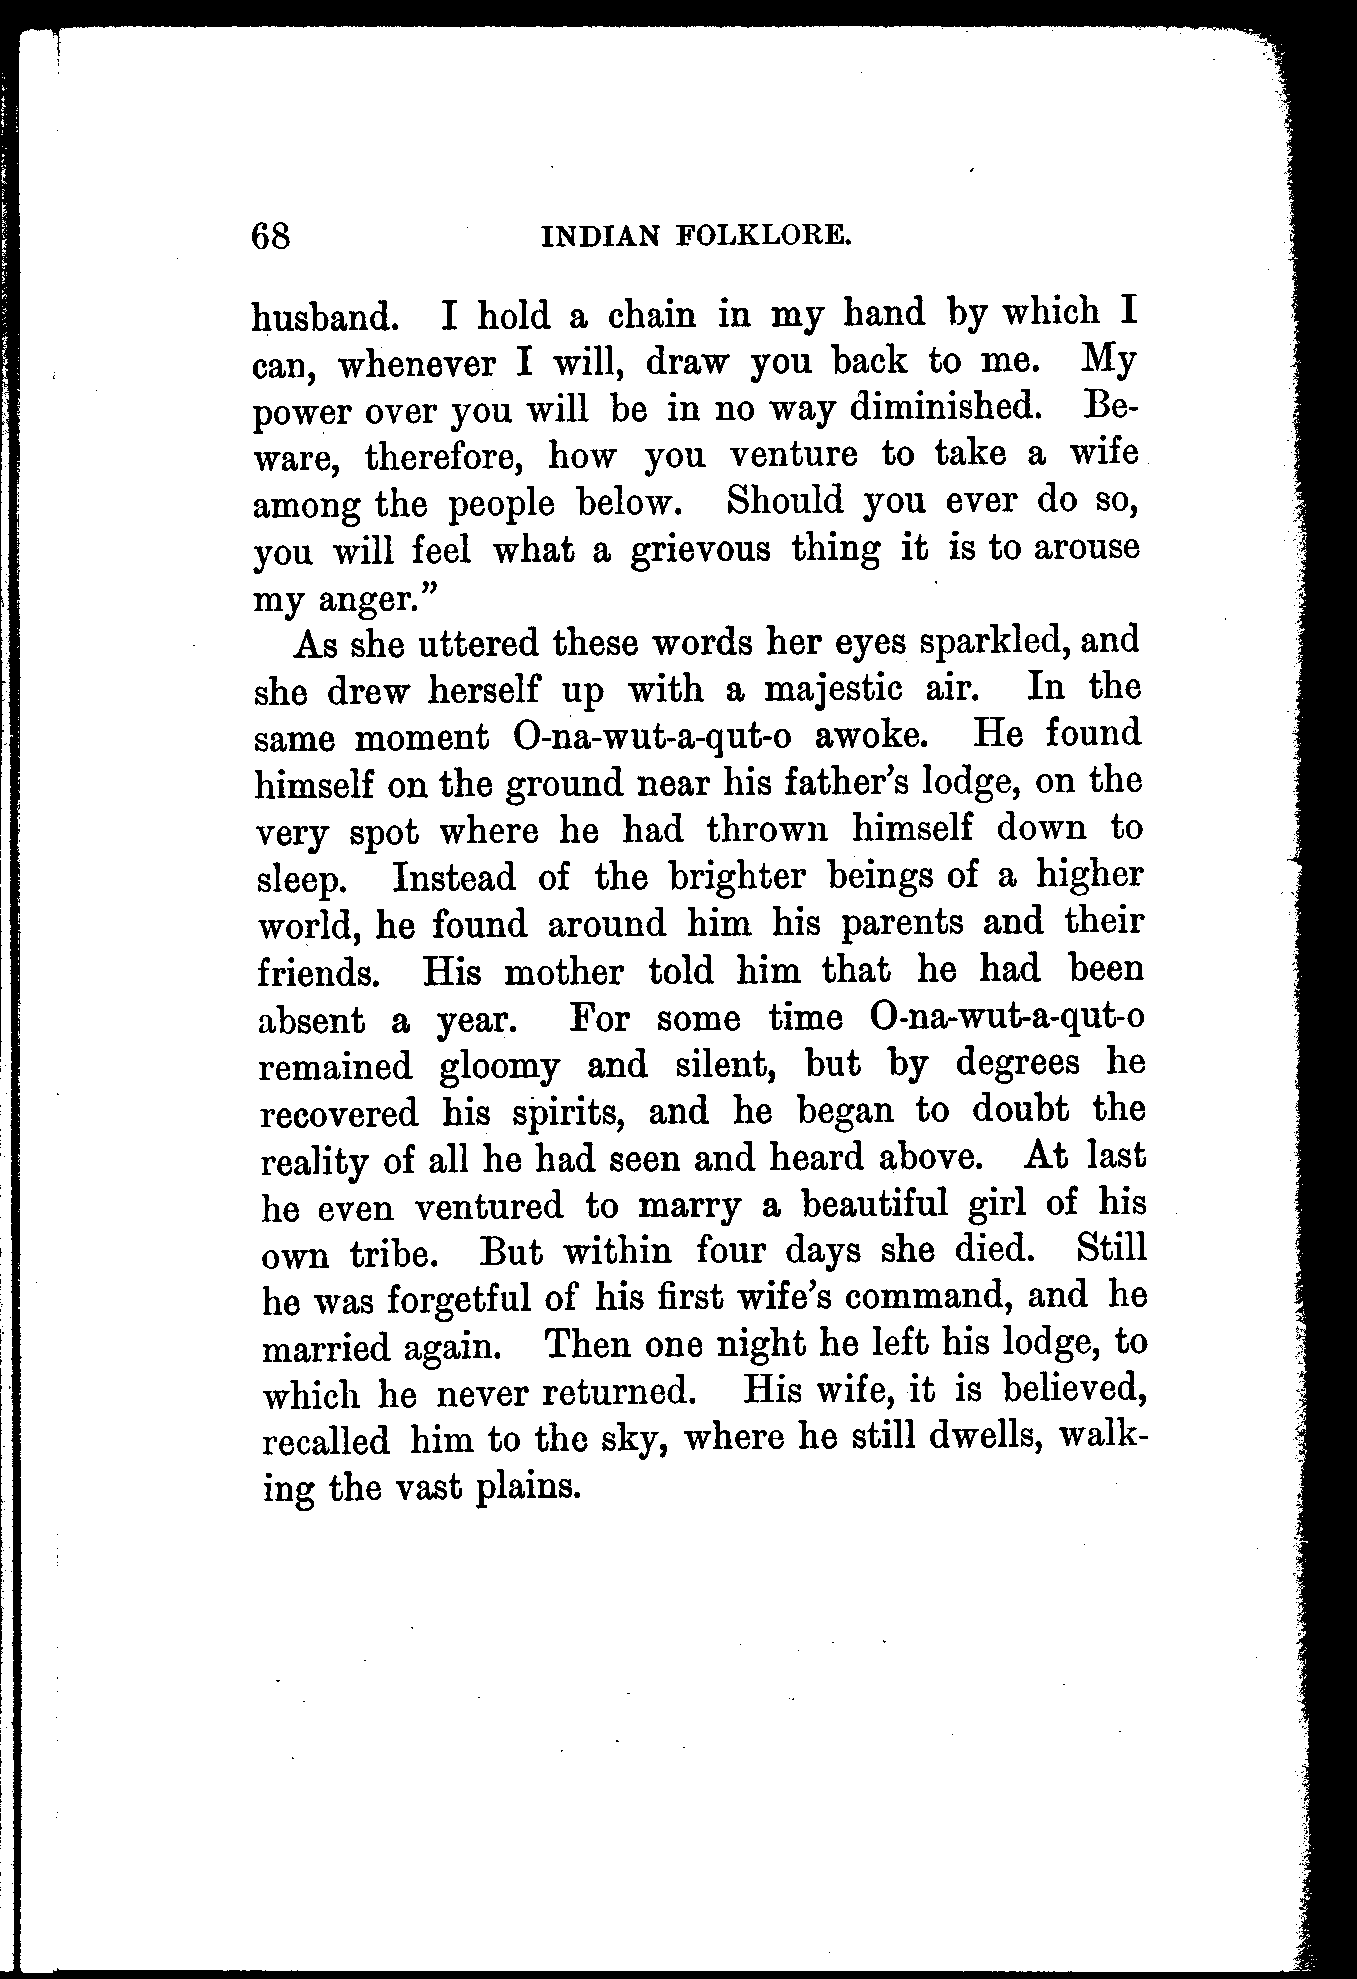 68 INDIAN FOLKLORE.
husband. I hold a chain in my hand by which I
can, whenever I will, draw you back to me. My
power over you will be in no way diminished. Be-
ware, therefore, how you venture to take a wife
among the people below. Should you ever do so,
you will feel what a grievous thing it is to arouse
my anger.”
As she uttered these words her eyes sparkled, and
she drew herself up with a majestic air. In the
same moment O-na-wut-a-qut-o awoke. He found
himself on the ground near his father’s lodge, on the
very spot where he had thrown himself down to
sleep. Instead of the brighter beings of a higher
world, he found around him his parents and their
friends. His mother told him that he had been
absent a year. For some time O-na-wut-a-qut-o
remained gloomy and silent, but by degrees he
recovered his spirits, and he began to doubt the
reality of all he had seen and heard above. At last
he even ventured to marry a beautiful girl of his
own tribe. But within four days she died. Still
he was forgetful of his first wife’s command, and he
married again. Then one night he left his lodge, to
which he never returned. His wife, it is believed,
recalled him to the sky, where he still dwells, walk-
ing the vast plains.